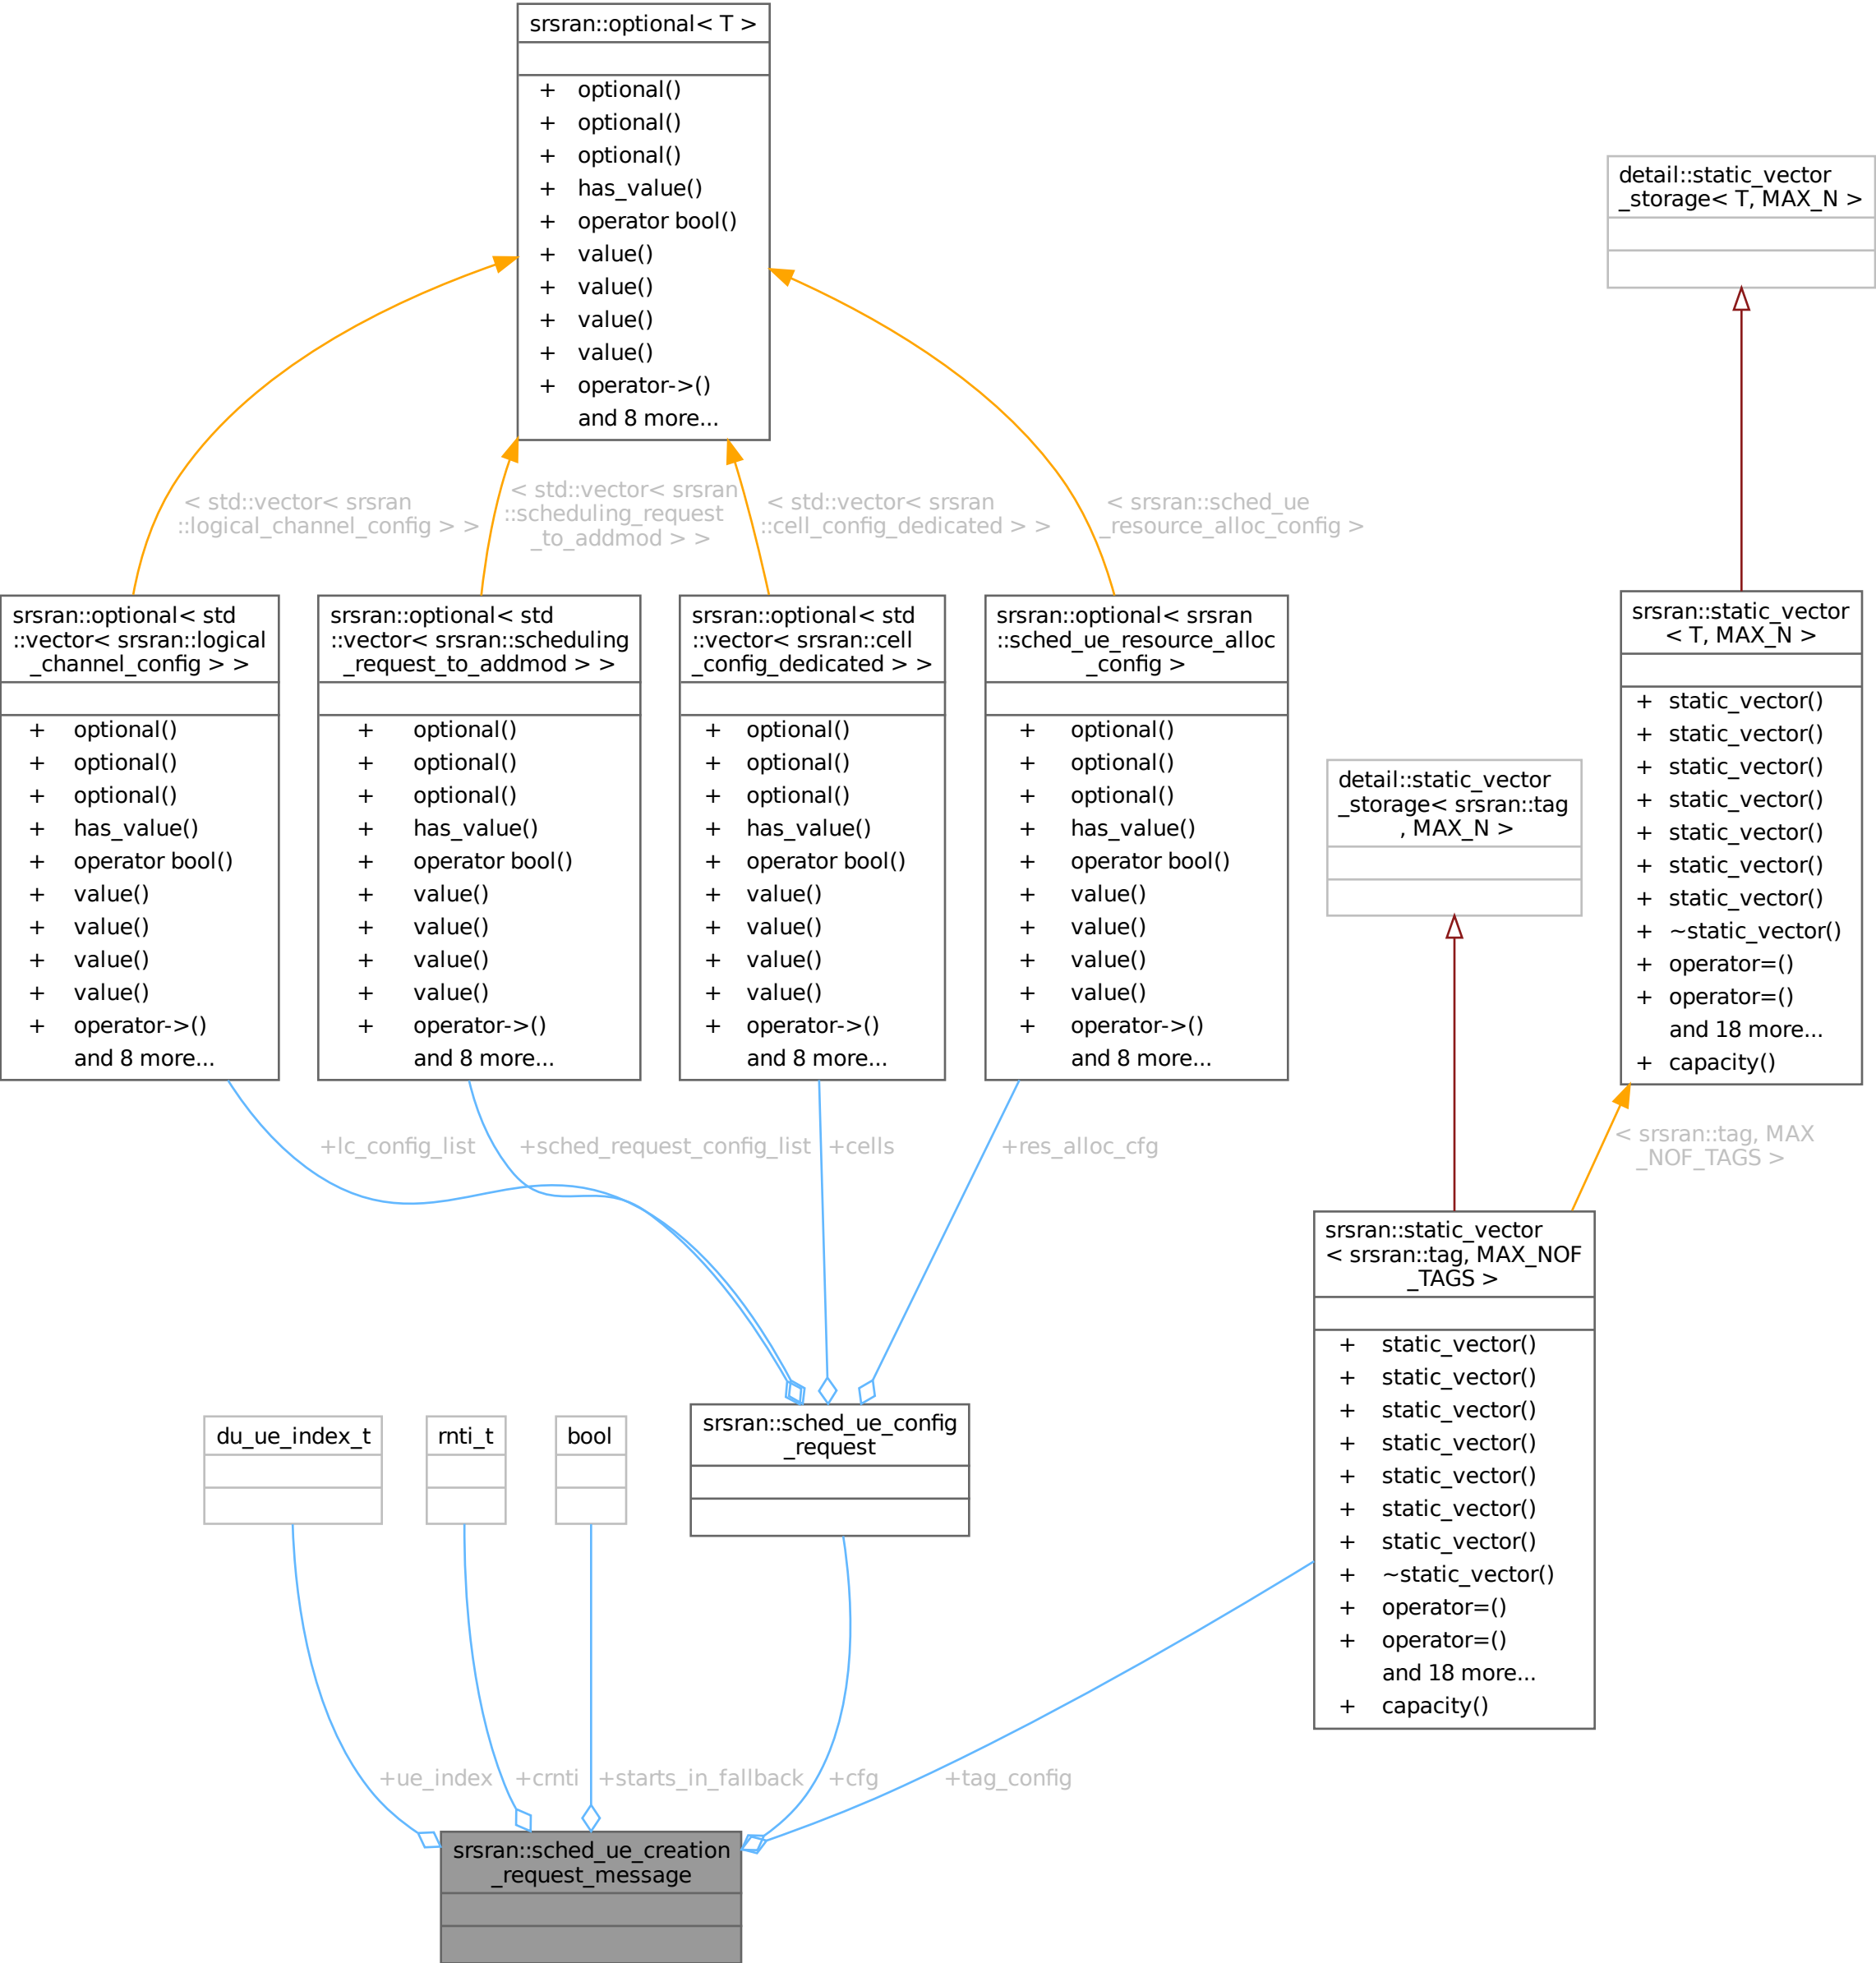 srsran::optional< T >
+ optional()
+ optional()
+ optional()
+ has_value()
+ operator bool()
+ value()
+ value()
+ value()
+ value()
+ operator->()
and 8 more...
detail::static_vector
_storage< T, MAX_N >
< std::vector< srsran
::logical_channel_config > >
< std::vector< srsran
::scheduling_request
_to_addmod > >
< std::vector< srsran
::cell_config_dedicated > >
< srsran::sched_ue
_resource_alloc_config >
srsran::optional< std
::vector< srsran::logical
_channel_config > >
+ optional()
+ optional()
+ optional()
+ has_value()
+ operator bool()
+ value()
+ value()
+ value()
+ value()
+ operator->()
and 8 more...
srsran::optional< std
::vector< srsran::scheduling
_request_to_addmod > >
+ optional()
+ optional()
+ optional()
+ has_value()
+ operator bool()
+ value()
+ value()
+ value()
+ value()
+ operator->()
and 8 more...
srsran::optional< std
::vector< srsran::cell
_config_dedicated > >
+ optional()
+ optional()
+ optional()
+ has_value()
+ operator bool()
+ value()
+ value()
+ value()
+ value()
+ operator->()
and 8 more...
srsran::optional< srsran
::sched_ue_resource_alloc
_config >
+ optional()
+ optional()
+ optional()
+ has_value()
+ operator bool()
+ value()
+ value()
+ value()
+ value()
+ operator->()
and 8 more...
detail::static_vector
_storage< srsran::tag
, MAX_N >
srsran::static_vector
< T, MAX_N >
+ static_vector()
+ static_vector()
+ static_vector()
+ static_vector()
+ static_vector()
+ static_vector()
+ static_vector()
+ ~static_vector()
+ operator=()
+ operator=()
and 18 more...
+ capacity()
+lc_config_list
+sched_request_config_list
+cells
+res_alloc_cfg
< srsran::tag, MAX
_NOF_TAGS >
srsran::static_vector
< srsran::tag, MAX_NOF
_TAGS >
+ static_vector()
+ static_vector()
+ static_vector()
+ static_vector()
+ static_vector()
+ static_vector()
+ static_vector()
+ ~static_vector()
+ operator=()
+ operator=()
and 18 more...
+ capacity()
du_ue_index_t
rnti_t
bool
srsran::sched_ue_config
_request
+ue_index
+crnti
+starts_in_fallback
+cfg
+tag_config
srsran::sched_ue_creation
_request_message